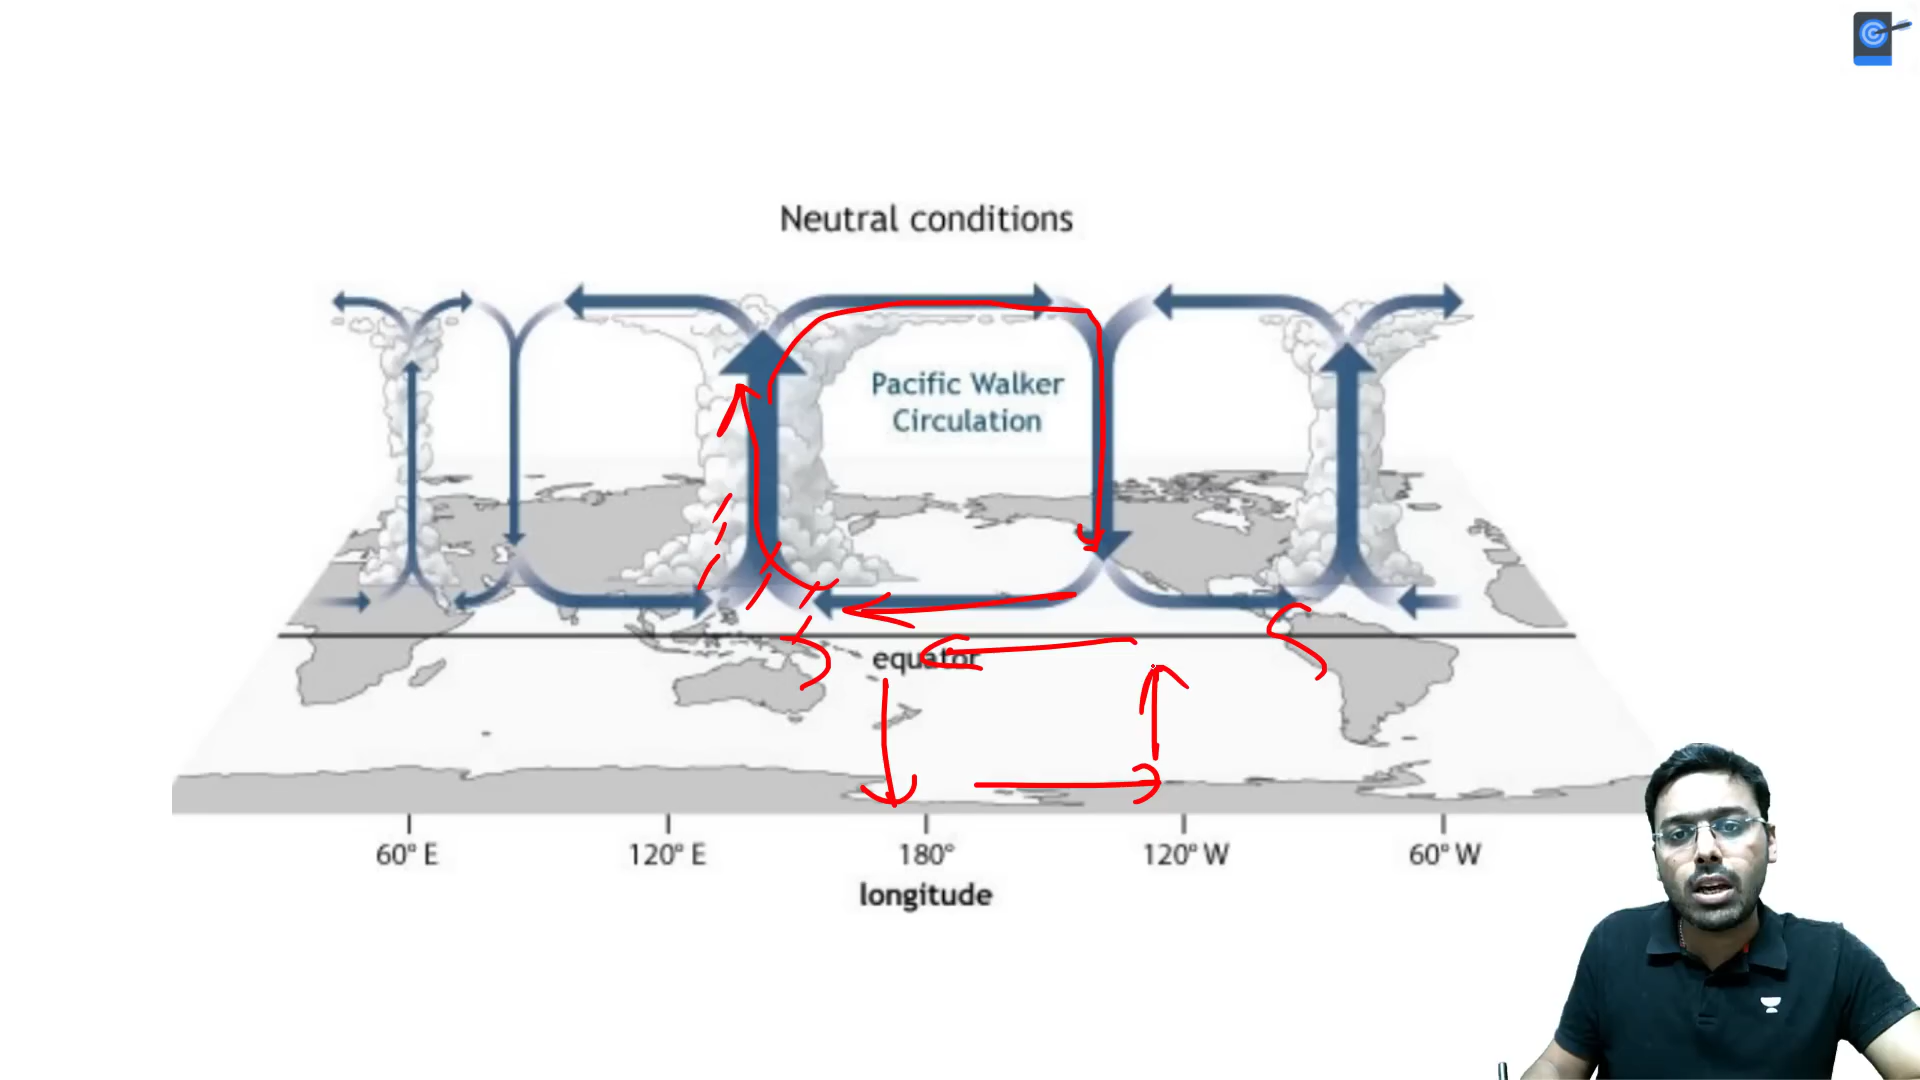 Neutral conditions
Pacific Walker
Circulation
equator
60° E
120° E
180°
120° W
60° W
longitude